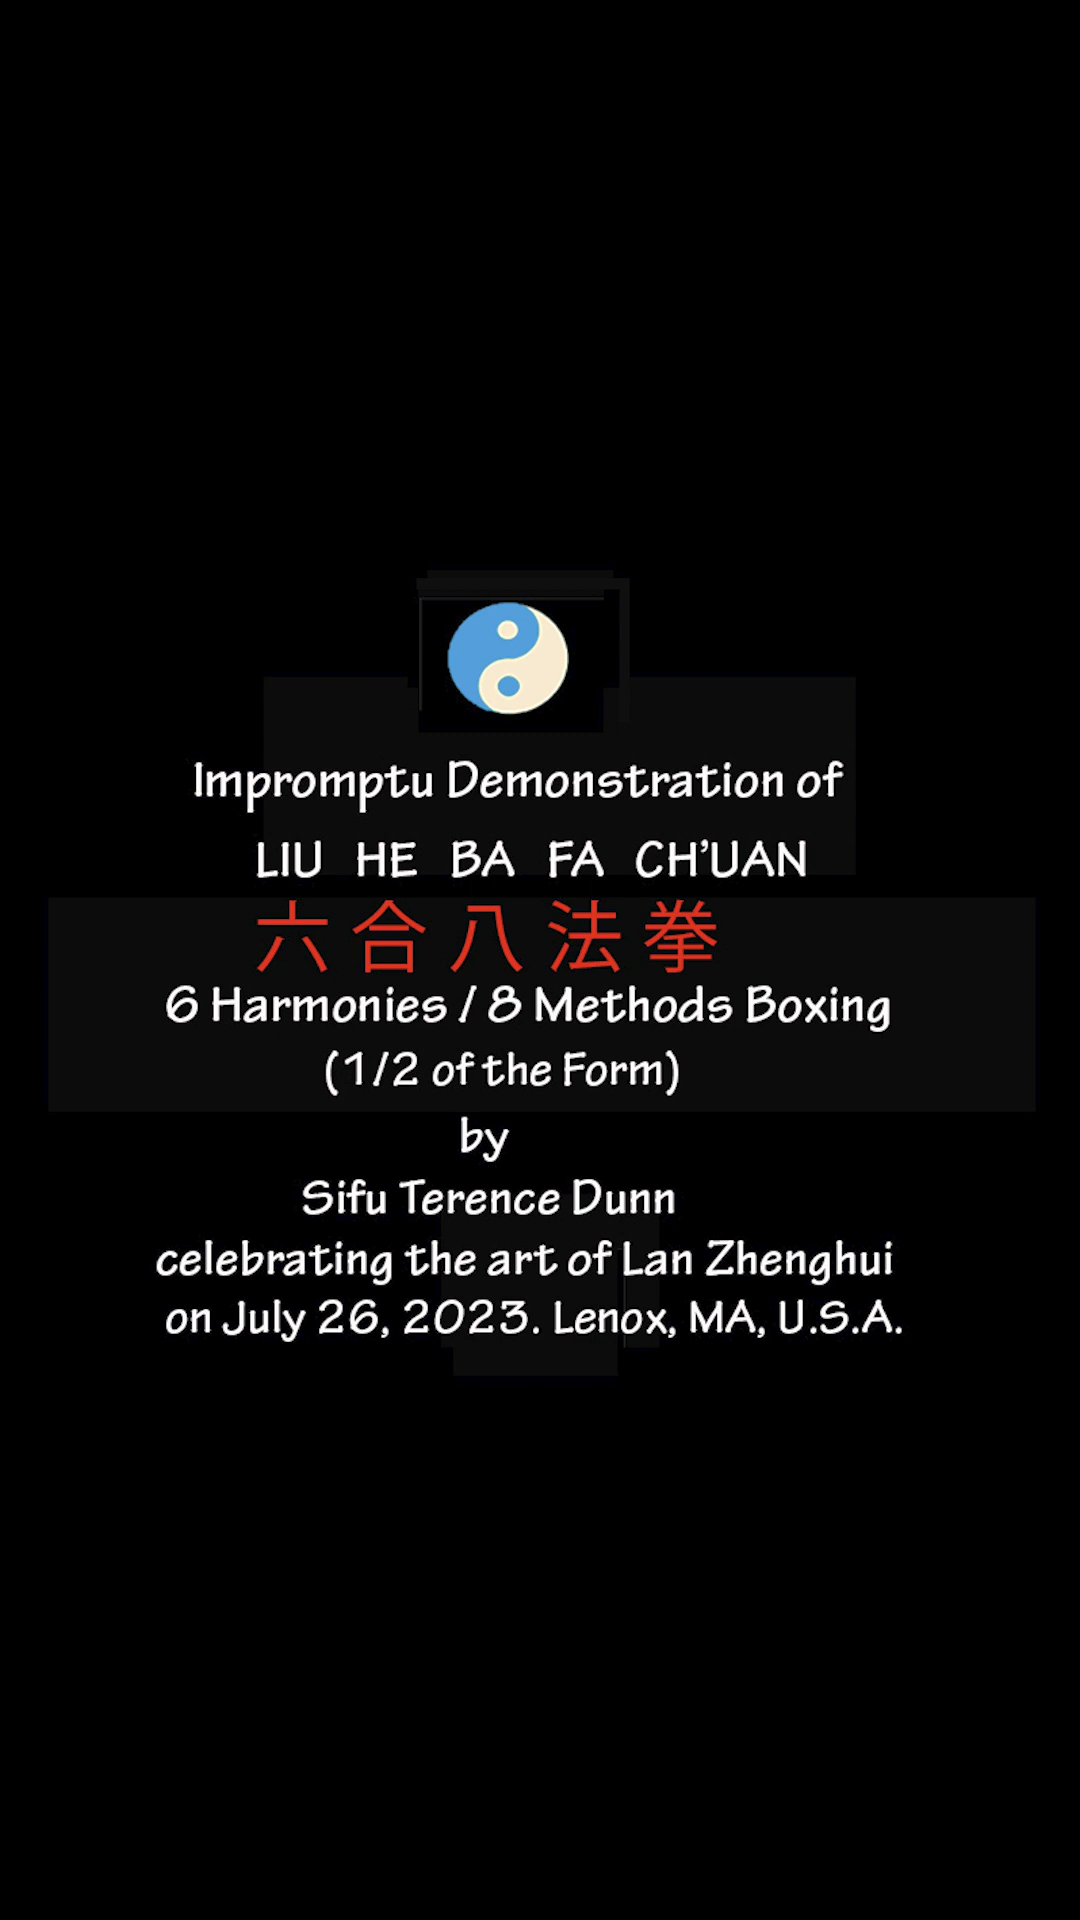 Impromptu Demonstration of
LIU HE BA FA CH'UAN
六合八法拳
6 Harmonies / 8 Methods Boxing
(1/2 of the Form)
by
Sifu Terence Dunn
celebrating the art of Lan Zhenghui
on July 26, 2023. Lenox, MA, U.S.A.